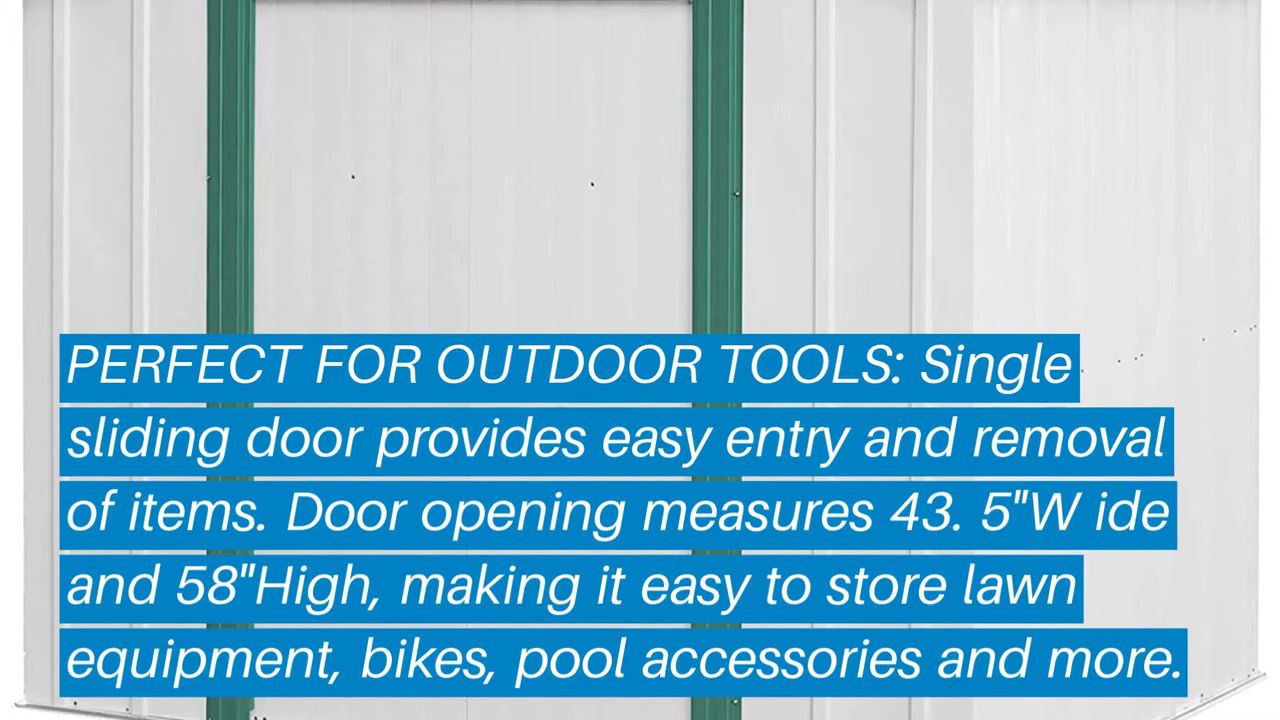 PERFECT FOR OUTDOOR TOOLS: Single
sliding door provides easy entry and removal
of items. Door opening measures 43. 5"W ide
and 58"High, making it easy to store lawn
equipment, bikes, pool accessories and more.